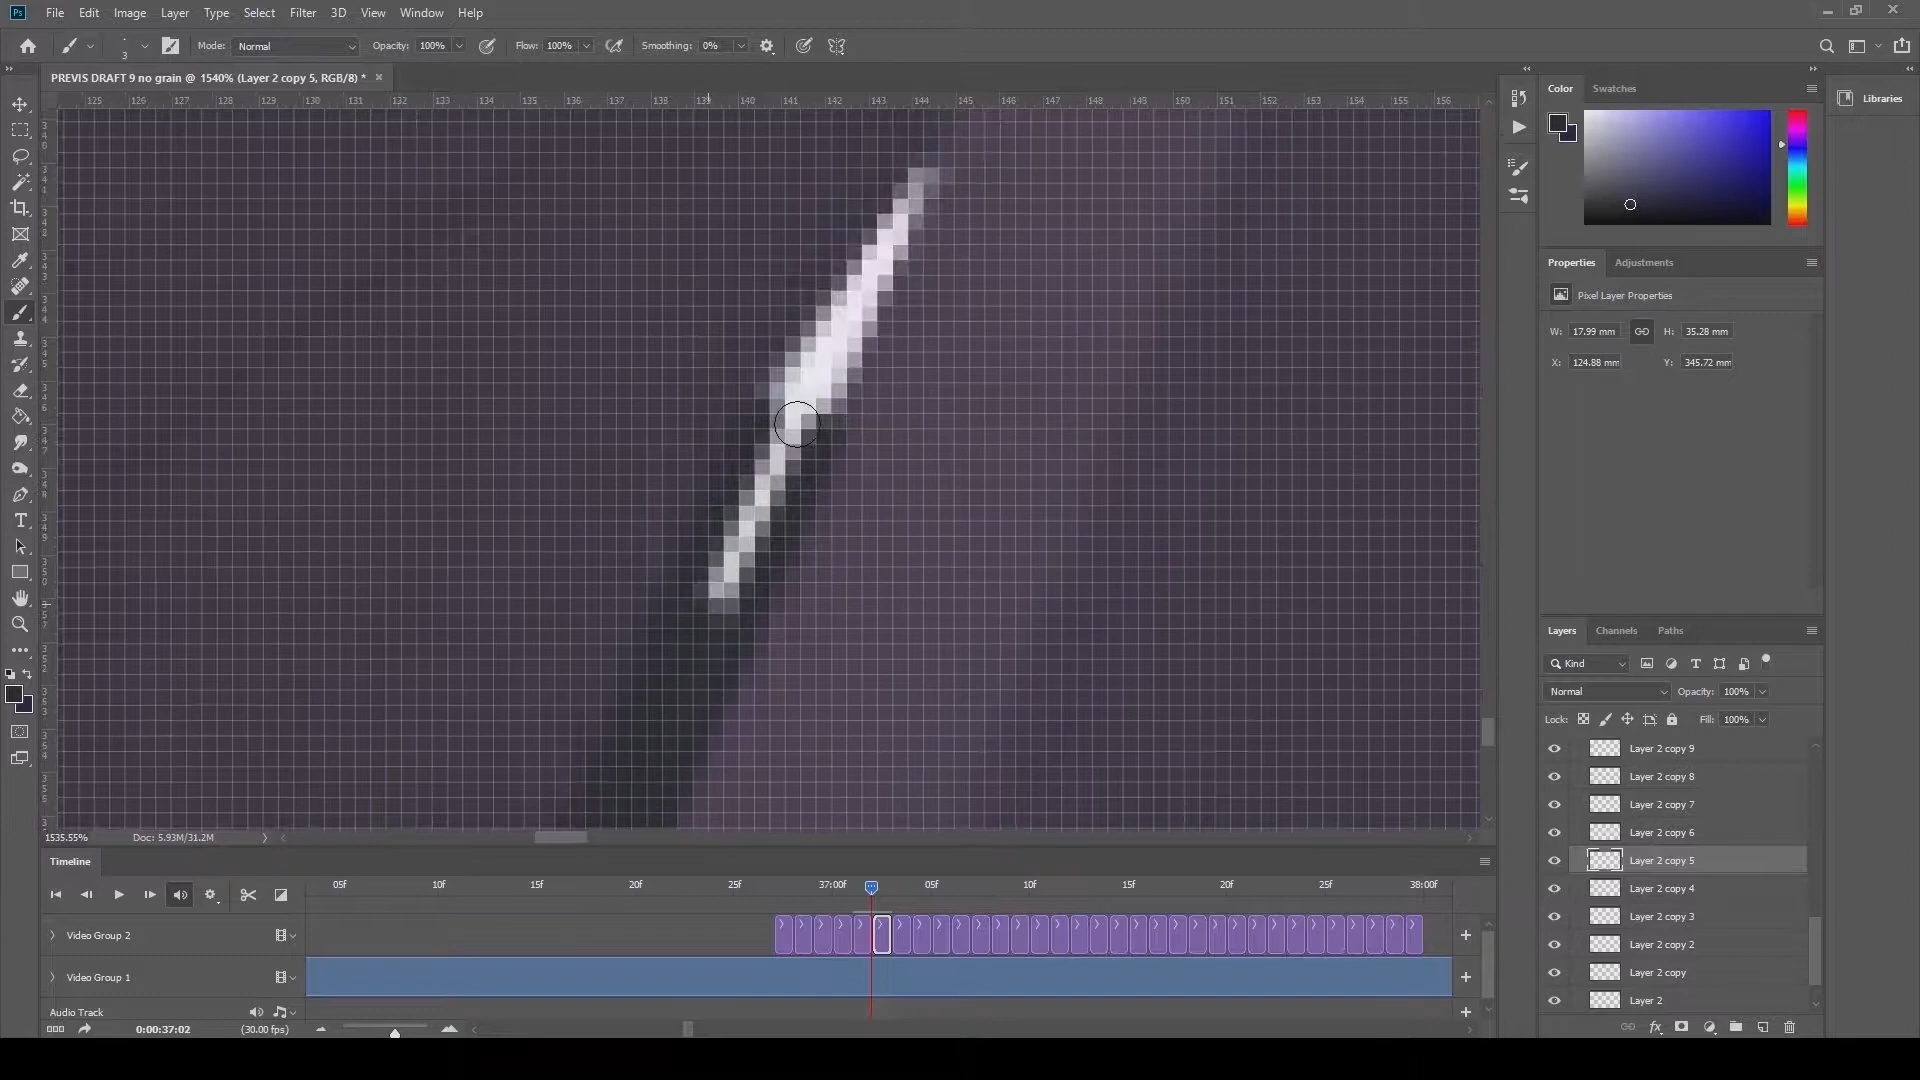 Ps File Edit Image Layer Type Select Filter 3D View Window Help
3 Mode: Normal Opacity: 100% Flow: 100% Smoothing: 0%
PREVIS DRAFT 9 no grain @ 1540% (Layer 2 copy 5, RGB/8) * ×
125 126 127 128 129 130 131 132 133 134 135 136 137 138 139 140 141 142 143 144 145 146 147 148 149 150 151 152 153 154 155 156
Color Swatches
Libraries
Properties Adjustments
Pixel Layer Properties
W: 17.99 mm H: 35.28 mm
X: 124.88 mm Y: 345.72 mm
Layers Channels Paths
Kind
Normal Opacity: 100%
Lock: Fill: 100%
Layer 2 copy 9
Layer 2 copy 8
Layer 2 copy 7
Layer 2 copy 6
Layer 2 copy 5
Layer 2 copy 4
Layer 2 copy 3
Layer 2 copy 2
Layer 2 copy
Layer 2
1535.55% Doc: 5.93M/31.2M
Timeline
05f 10f 15f 20f 25f 37:00f 05f 10f 15f 20f 25f 38:00f
Video Group 2
Video Group 1
Audio Track
0:00:37:02 (30.00 fps)